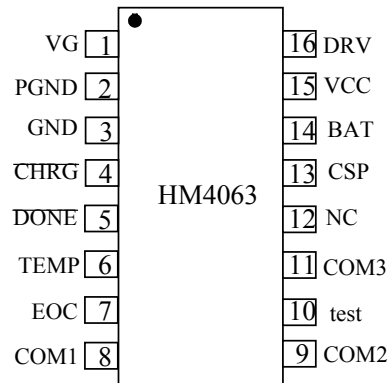 VG 1 16 DRV
PGND 2 15 VCC
GND 3 14 BAT
CHRG 4 13 CSP
HM4063
DONE 5 12 NC
TEMP 6 11 COM3
EOC 7 10 test
COM1 8 9 COM2